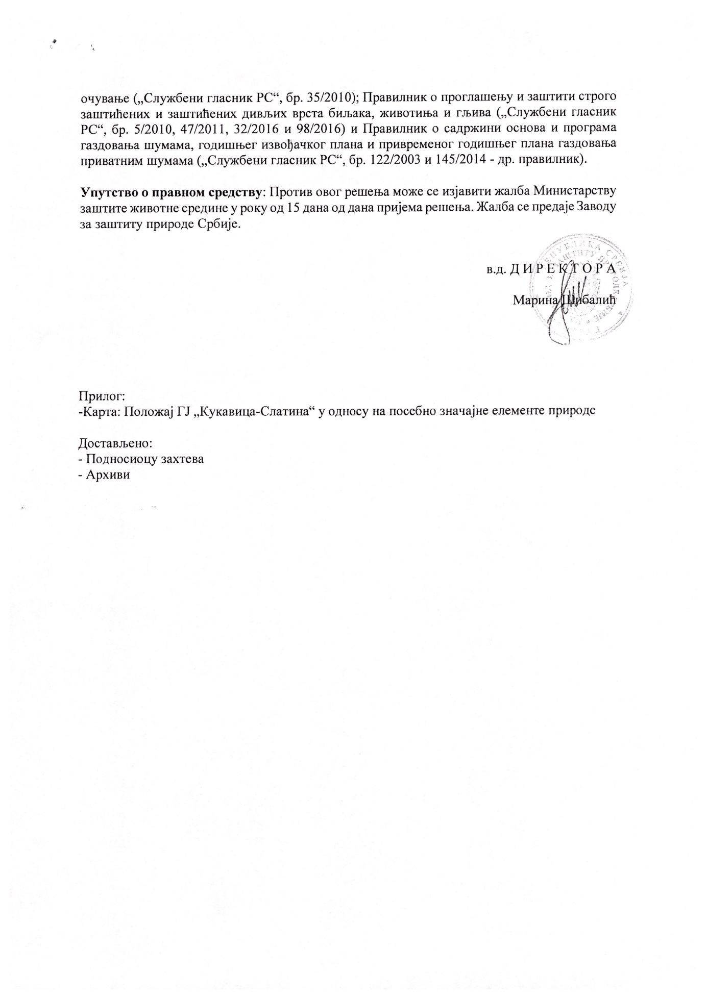 очување („Службени гласник РС“, бр. 35/2010); Правилник о проглашењу и заштити строго
заштићених и заштићених дивљих врста биљака, животиња и гљива („Службени гласник
РС“, бр. 5/2010, 47/2011, 32/2016 и 98/2016) и Правилник о садржини основа и програма
газдовања шумама, годишњег извођачког плана и привременог годишњег плана газдовања
приватним шумама („Службени гласник РС“, бр. 122/2003 и 145/2014 - др. правилник).
Упутство о правном средству: Против овог решења може се изјавити жалба Министарству
заштите животне средине у року од 15 дана од дана пријема решења. Жалба се предаје Заводу
за заштиту природе Србије.
в.д. Д И Р Е К Т О Р А
Марина Шибалић
РЕПУБЛИКА СРБИЈА
Прилог:
-Карта: Положај ГЈ „Кукавица-Слатина“ у односу на посебно значајне елементе природе
Достављено:
- Подносиоцу захтева
- Архиви